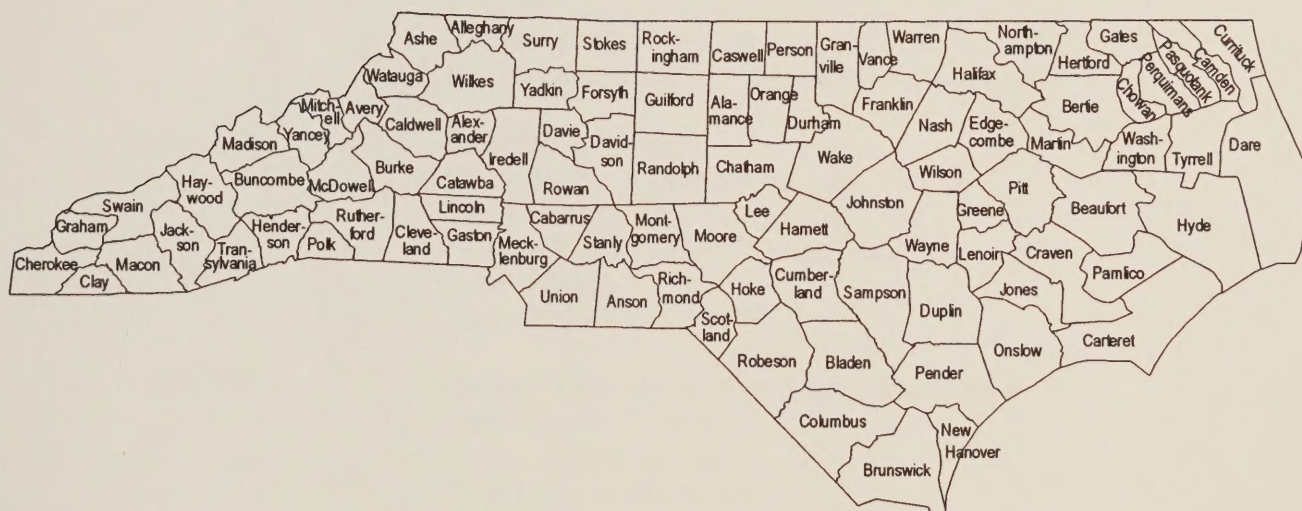 Ashe
Alleghany
Surry
Stokes
Rock-
ingham
Caswell
Person
Gran-
ville
Vance
Warren
North-
ampton
Gates
Hertford
Currituck
Camden
Pasquotank
Perquimans
Chowan
Watauga
Wilkes
Yadkin
Forsyth
Guilford
Ala-
mance
Orange
Durham
Franklin
Halifax
Bertie
Mitch-
ell
Avery
Caldwell
Alex-
ander
Davie
David-
son
Nash
Edge-
combe
Martin
Wash-
ington
Tyrrell
Dare
Madison
Yancey
Burke
Iredell
Randolph
Chatham
Wake
Wilson
Pitt
Hay-
wood
Buncombe
McDowell
Catawba
Rowan
Swain
Lincoln
Lee
Johnston
Greene
Beaufort
Hyde
Graham
Jack-
son
Hender-
son
Ruther-
ford
Cleve-
land
Gaston
Cabarrus
Stanly
Mont-
gomery
Moore
Harnett
Wayne
Lenoir
Craven
Pamlico
Cherokee
Macon
Clay
Tran-
sylvania
Polk
Meck-
lenburg
Union
Anson
Rich-
mond
Hoke
Cumber-
land
Sampson
Duplin
Jones
Scot-
land
Onslow
Carteret
Robeson
Bladen
Pender
Columbus
New
Hanover
Brunswick